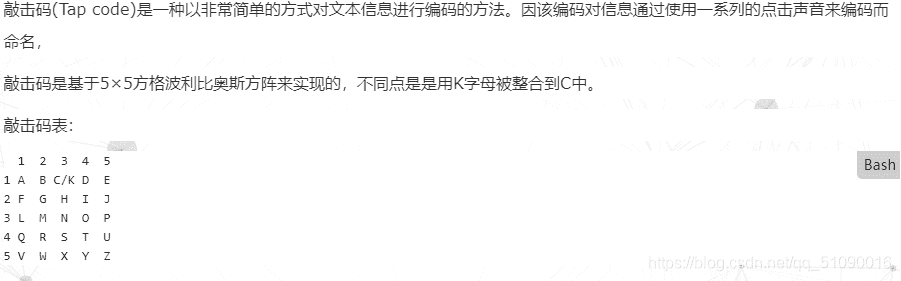 敲击码(Tap code)是一种以非常简单的方式对文本信息进行编码的方法。因该编码对信息通过使用一系列的点击声音来编码而
命名，
敲击码是基于5×5方格波利比奥斯方阵来实现的，不同点是是用K字母被整合到C中。
敲击码表：
Bash
1 2 3 4 5
1 A B C/K D E
2 F G H I J
3 L M N O P
4 Q R S T U
5 V W X Y Z
https://blog.csdn.net/qq_51090016